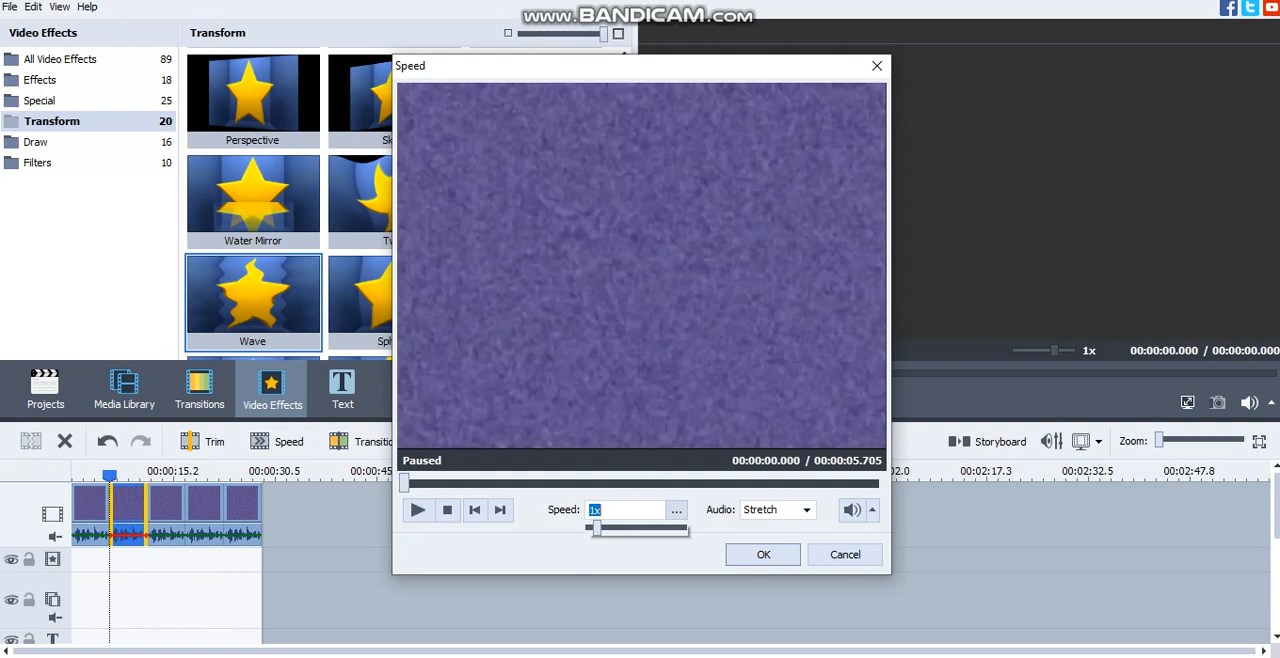 File Edit View Help
www.BANDICAM.com
Video Effects
Transform
All Video Effects 89
Effects 18
Special 25
Transform 20
Draw 16
Filters 10
Perspective
Water Mirror
Wave
Speed
Paused
00:00:00.000 / 00:00:05.705
Speed: 1x ... Audio: Stretch
OK Cancel
1x 00:00:00.000 / 00:00:00.000
Projects Media Library Transitions Video Effects Text
Trim Speed Storyboard Zoom:
00:00:15.2 00:00:30.5 00:02:17.3 00:02:32.5 00:02:47.8
T